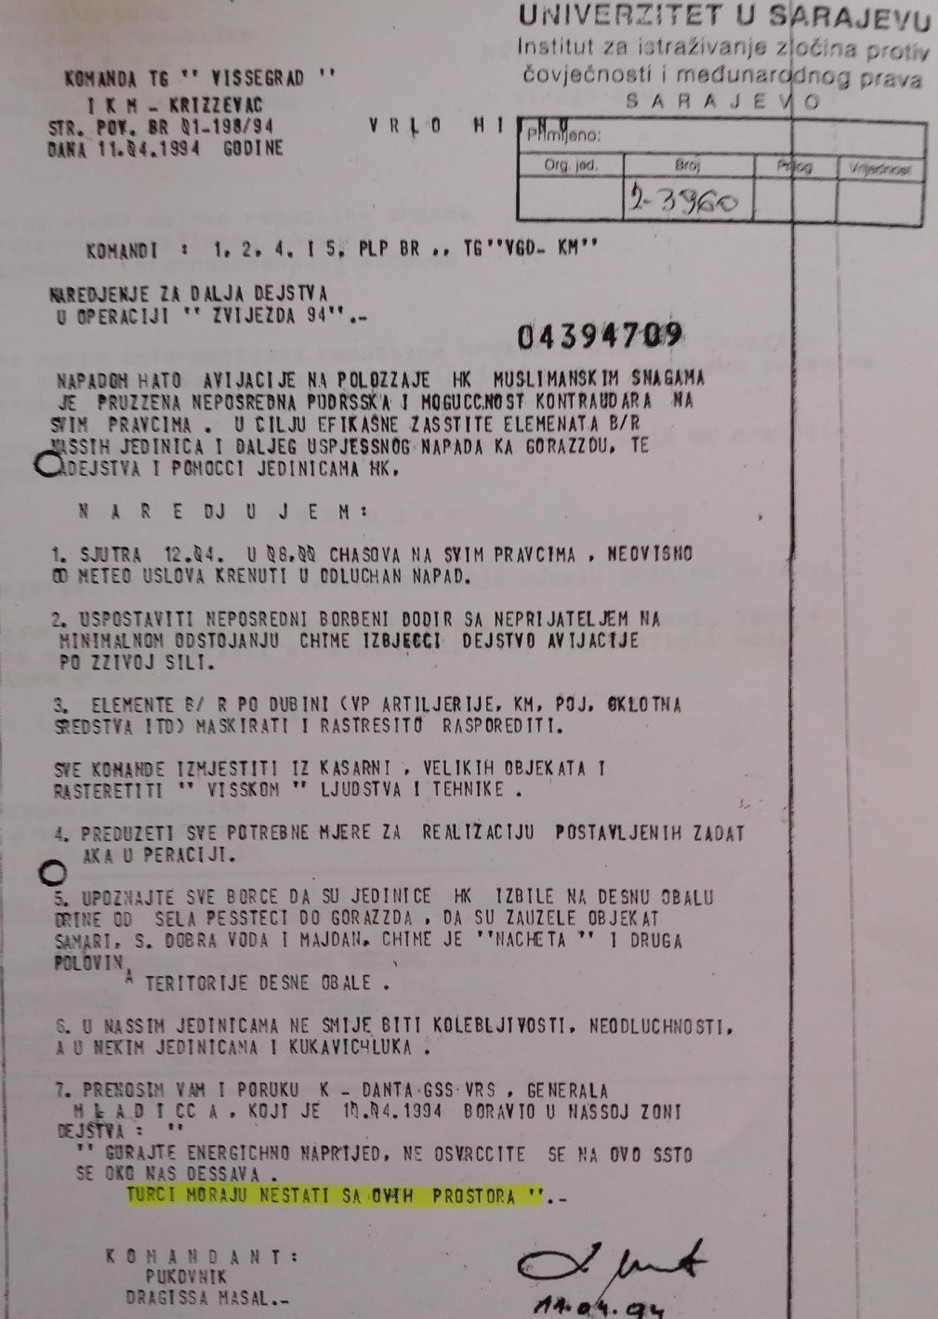 UNIVERZITET U SARAJEVU
Institut za istraživanje zločina protiv
čovječnosti i međunarodnog prava
S A R A J E V O
Primljeno:
Org. jed. Broj Prilog Vrijednost
2-3960
KOMANDA TG '' VISSEGRAD ''
I K M - KRIZZEVAC
STR. POV. BR 01-198/94
DANA 11.04.1994 GODINE
V R L O H I T N O
KOMANDI : 1, 2, 4. I 5. PLP BR ,, TG''VGD- KM''
NAREDJENJE ZA DALJA DEJSTVA
U OPERACIJI '' ZVIJEZDA 94''.-
04394709
NAPADOM NATO AVIJACIJE NA POLOZZAJE HK MUSLIMANSKIM SNAGAMA
JE PRUZZENA NEPOSREDNA PODRSSKA I MOGUCCNOST KONTRAUDARA NA
SVIM PRAVCIMA . U CILJU EFIKASNE ZASSTITE ELEMENATA B/R
NASSIH JEDINICA I DALJEG USPJESSNOG NAPADA KA GORAZZDU, TE
ADEJSTVA I POMOCCI JEDINICAMA HK,
N A R E DJ U J E M :
1. SJUTRA 12.04. U 08,00 CHASOVA NA SVIM PRAVCIMA , NEOVISNO
OD METEO USLOVA KRENUTI U ODLUCHAN NAPAD.
2. USPOSTAVITI NEPOSREDNI BORBENI DODIR SA NEPRIJATELJEM NA
MINIMALNOM ODSTOJANJU CHIME IZBJECCI DEJSTVO AVIJACIJE
PO ZZIVOJ SILI.
3. ELEMENTE B/ R PO DUBINI (VP ARTILJERIJE, KM, POJ. OKLOTNA
SREDSTVA ITD) MASKIRATI I RASTRESITO RASPOREDITI.
SVE KOMANDE IZMJESTITI IZ KASARNI , VELIKIH OBJEKATA I
RASTERETITI '' VISSKOM '' LJUDSTVA I TEHNIKE .
4. PREDUZETI SVE POTREBNE MJERE ZA REALIZACIJU POSTAVLJENIH ZADAT
AKA U PERACIJI.
5. UPOZNAJTE SVE BORCE DA SU JEDINICE HK IZBILE NA DESNU OBALU
DRINE OD SELA PESSTECI DO GORAZZDA , DA SU ZAUZELE OBJEKAT
SAMARI, S. DOBRA VODA I MAJDAN, CHIME JE ''NACHETA '' I DRUGA
POLOVIN
A TERITORIJE DESNE OBALE .
6. U NASSIM JEDINICAMA NE SMIJE BITI KOLEBLJIVOSTI, NEODLUCHNOSTI,
A U NEKIM JEDINICAMA I KUKAVICHLUKA .
7. PRENOSIM VAM I PORUKU K - DANTA GSS VRS , GENERALA
M L A D I CC A , KOJI JE 10.04.1994 BORAVIO U NASSOJ ZONI
DEJSTVA : ''
'' GURAJTE ENERGICHNO NAPRIJED, NE OSVRCCITE SE NA OVO SSTO
SE OKO NAS DESSAVA .
TURCI MORAJU NESTATI SA OVIH PROSTORA ''.-
K O M A N D A N T :
PUKOVNIK
DRAGISSA MASAL.-
11.04.94